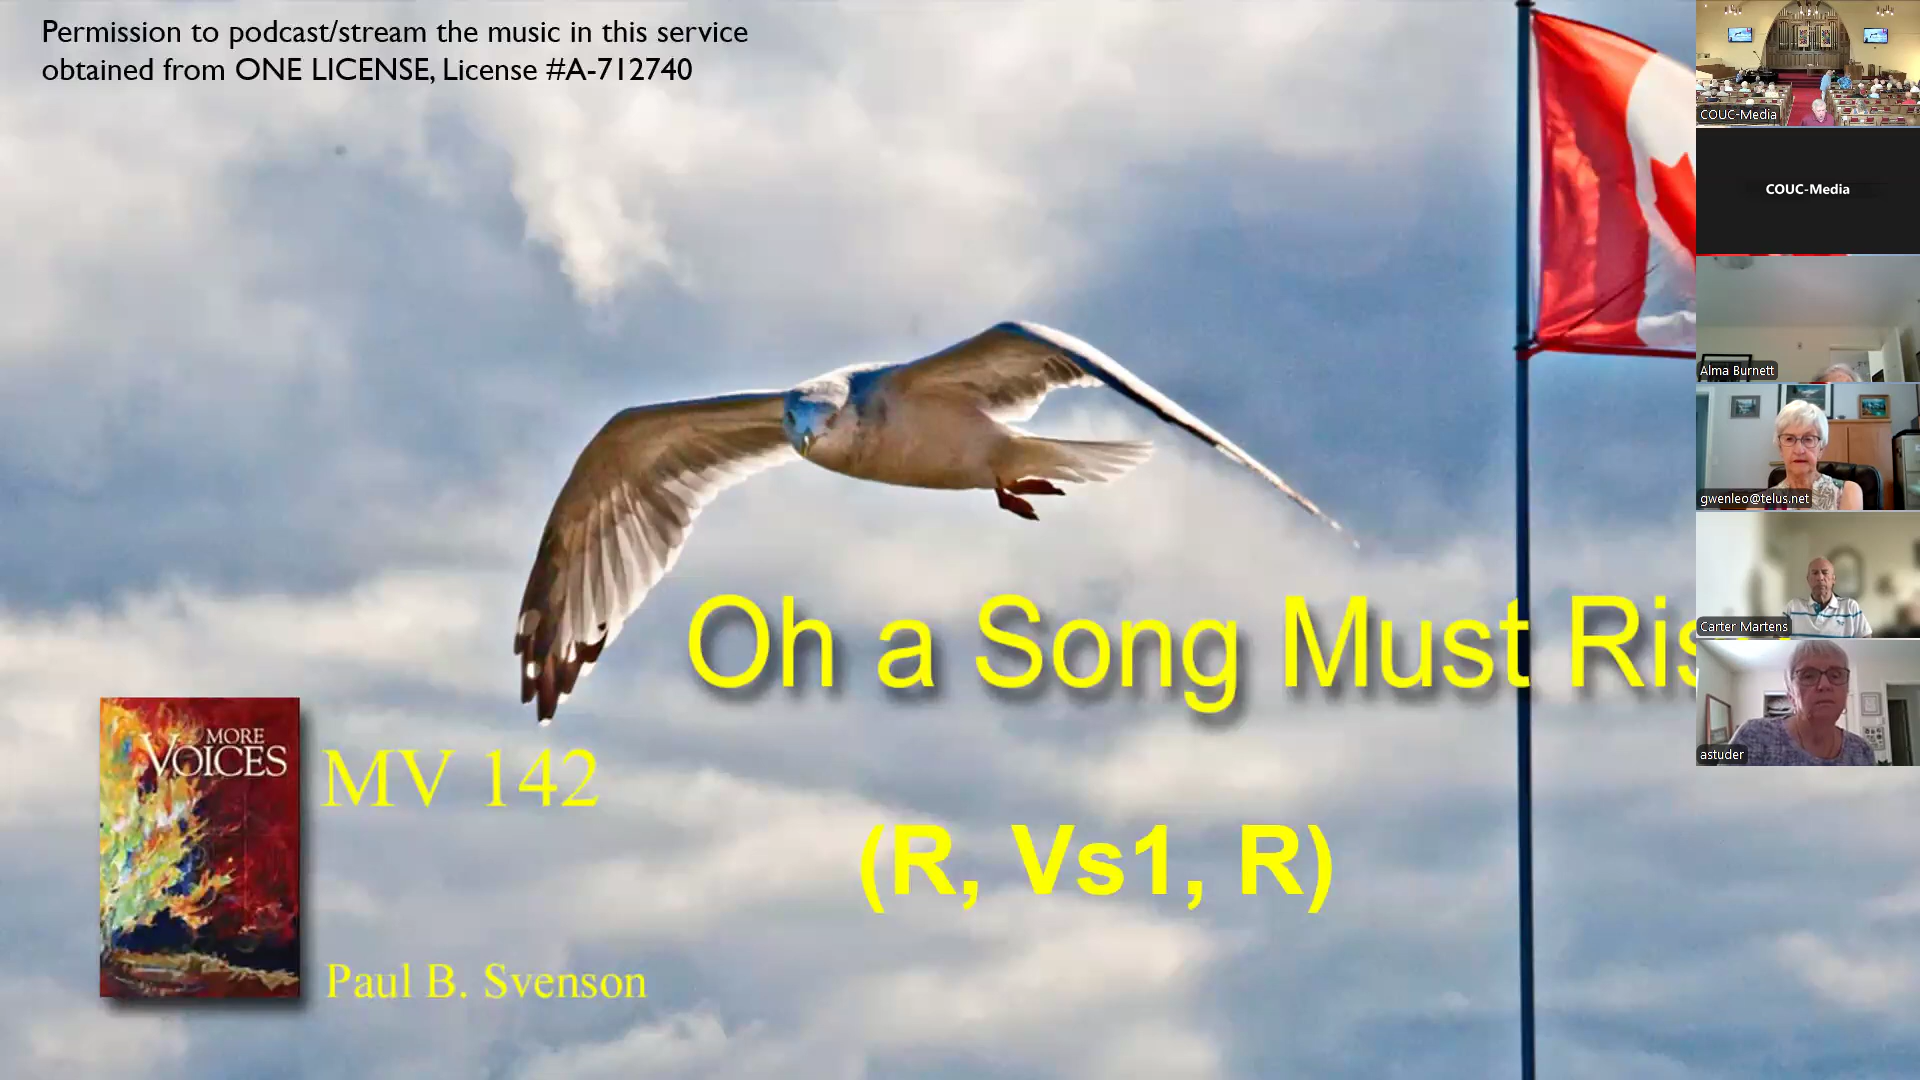 Permission to podcast/stream the music in this service
obtained from ONE LICENSE, License #A-712740
COUC-Media
COUC-Media
Alma Burnett
gwenleo@telus.net
Carter Martens
astuder
Oh a Song Must
MORE
VOICES
MV 142
(R, Vs1, R)
Paul B. Svenson